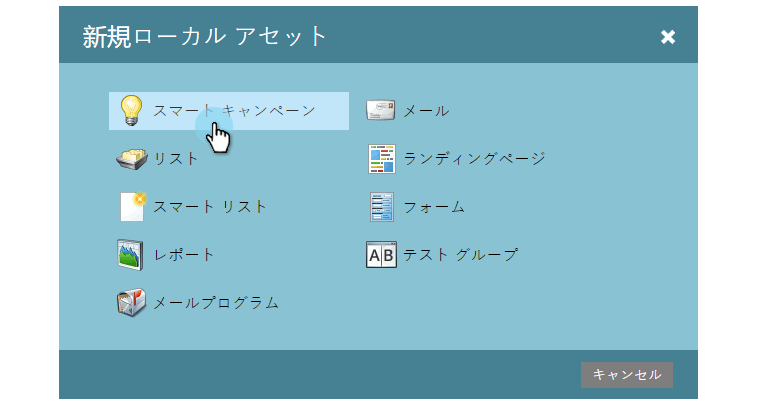 新規ローカル アセット
スマート キャンペーン
メール
リスト
ランディングページ
スマート リスト
フォーム
レポート
AB テスト グループ
メールプログラム
キャンセル